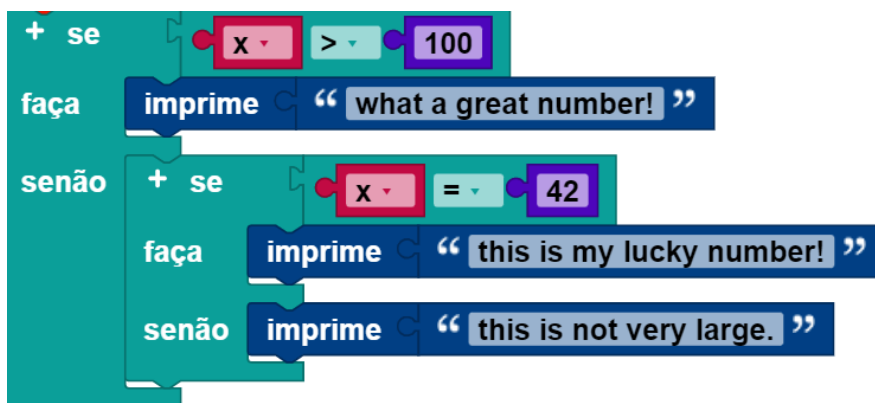 + se x > 100
faça imprime “ what a great number! ”
senão + se x = 42
faça imprime “ this is my lucky number! ”
senão imprime “ this is not very large. ”